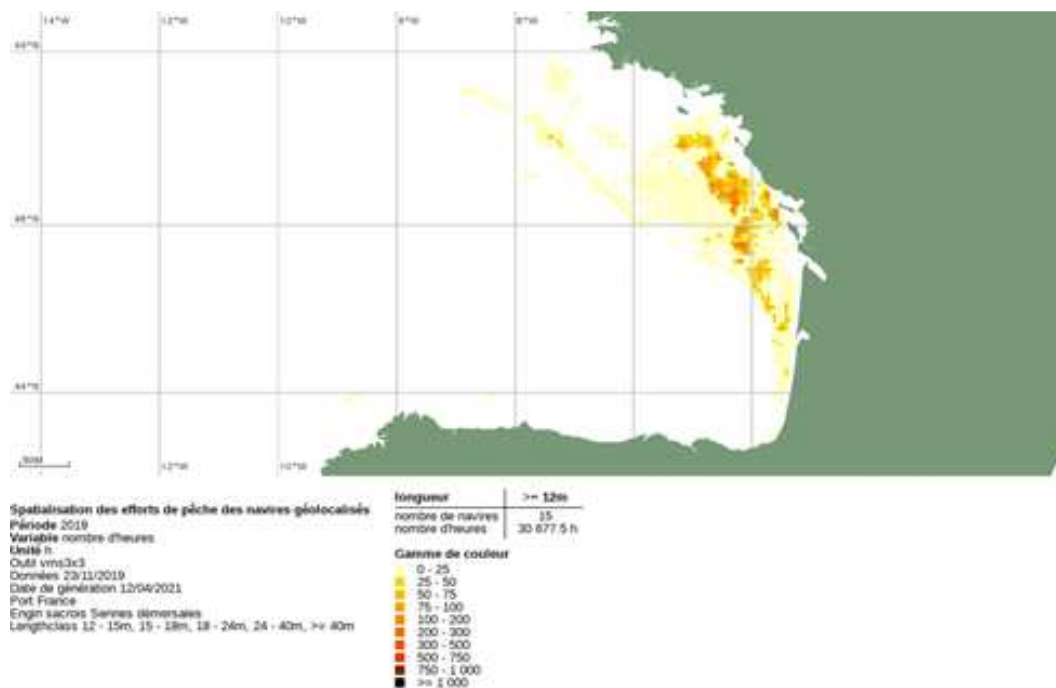 14°W 12°W 10°W 8°W 6°W
44°N
50M
12°W 10°W
Spatialisation des efforts de pêche des navires géolocalisés
Période 2019
Variable nombre d'heures
Unité h
Outil vms3x3
Données 23/11/2019
Date de génération 12/04/2021
Port France
Engin sacrois Sennes démersales
Lengthclass 12 - 15m, 15 - 18m, 18 - 24m, 24 - 40m, >= 40m
longueur >= 12m
nombre de navires 15
nombre d'heures 30 677.5 h
Gamme de couleur
0 - 25
25 - 50
50 - 75
75 - 100
100 - 200
200 - 300
300 - 500
500 - 750
750 - 1 000
>= 1 000